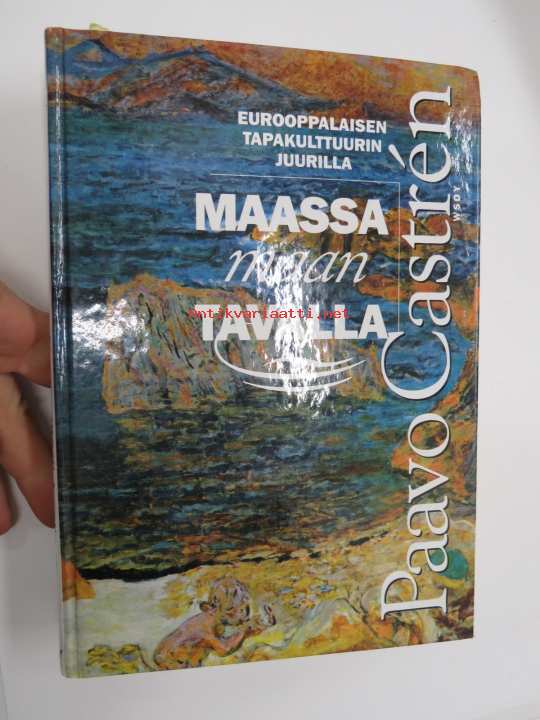 EUROOPPALAISEN
TAPAKULTTUURIN
JUURILLA
MAASSA
maan
TAVALLA
Paavo Castrén
WSOY
antikvariaatti.net